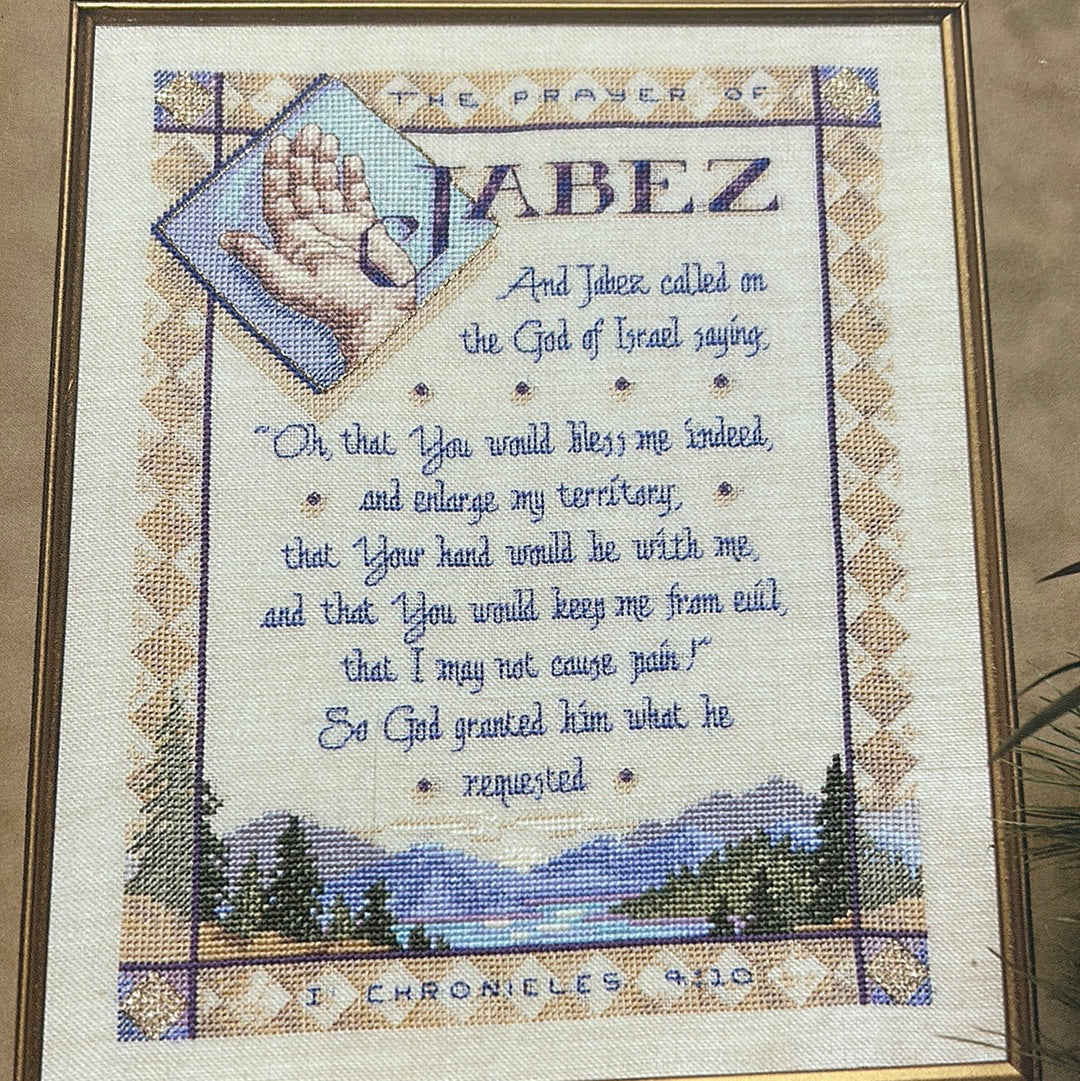 THE PRAYER OF
JABEZ
And Jabez called on
the God of Israel saying,
"Oh, that You would bless me indeed,
and enlarge my territory,
that Your hand would be with me,
and that You would keep me from evil,
that I may not cause pain!"
So God granted him what he
requested
I CHRONIELES 4:10